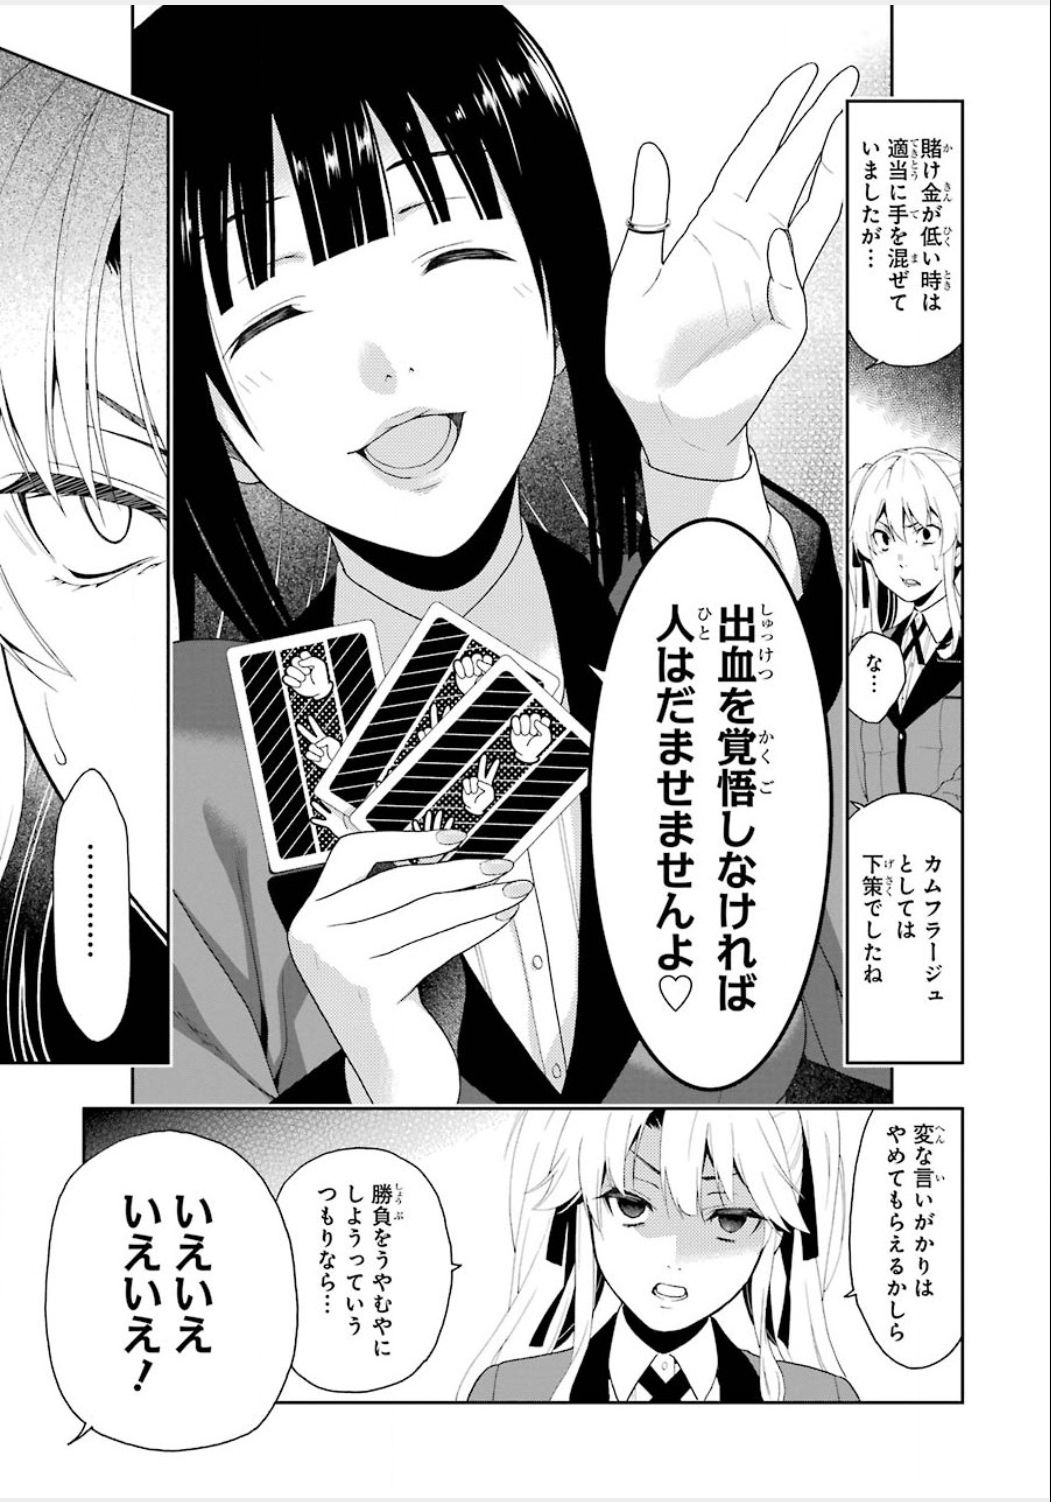 賭け金が低い時は
適当に手を混ぜて
いましたが…
な…
カムフラージュ
としては
下策でしたね
出血を覚悟しなければ
人はだませませんよ♡
…………
変な言いがかりは
やめてもらえるかしら
勝負をうやむやに
しようっていう
つもりなら…
いえいえ
いえいえ！